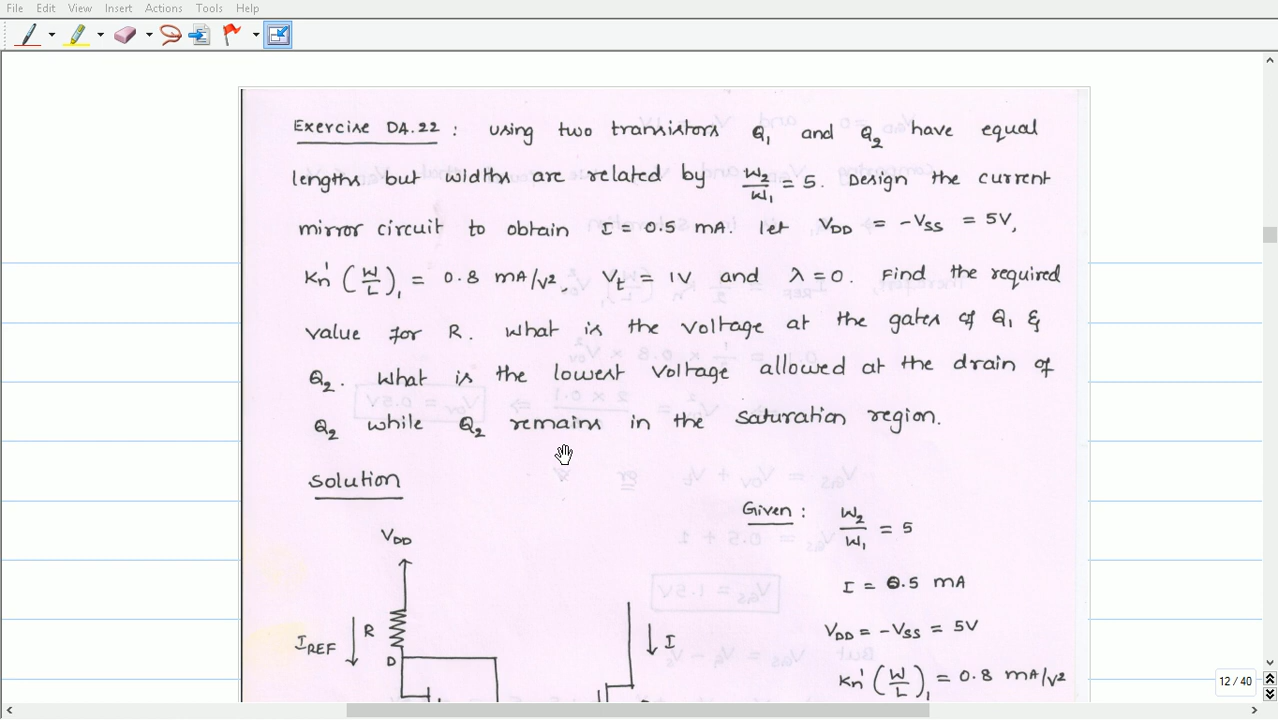 File Edit View Insert Actions Tools Help
Exercise D4.22 : using two transistors Q1 and Q2 have equal
lengths but widths are related by W2/W1 = 5. Design the current
mirror circuit to obtain I = 0.5 mA. let VDD = -VSS = 5V,
Kn' (W/L)1 = 0.8 mA/V², Vt = 1V and λ = 0. Find the required
value for R. What is the voltage at the gates of Q1 &
Q2. What is the lowest voltage allowed at the drain of
Q2 while Q2 remains in the saturation region.
Solution
Given : W2/W1 = 5
VDD
I = 0.5 mA
VDD = -VSS = 5V
IREF R I
D
Kn' (W/L)1 = 0.8 mA/V²
12 / 40